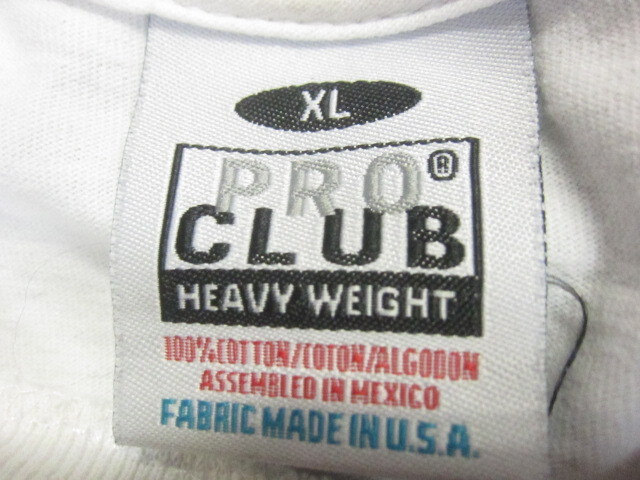 XL
PRO®
CLUB
HEAVY WEIGHT
100%COTTON/COTON/ALGODON
ASSEMBLED IN MEXICO
FABRIC MADE IN U.S.A.